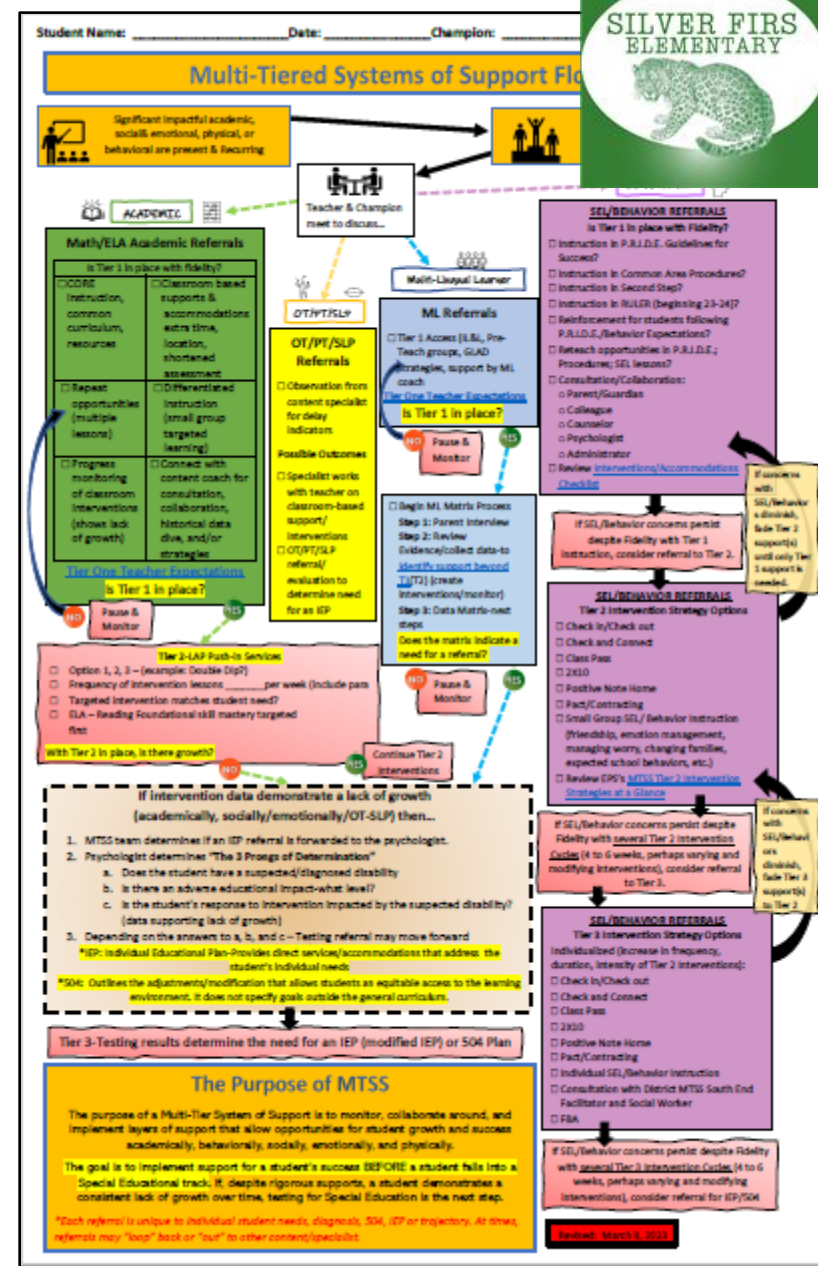 SILVER FIRS
ELEMENTARY
Student Name: ____________________ Date: ______________ Champion: ________
Multi-Tiered Systems of Support Flo
Significant impactful academic,
social& emotional, physical, or
behavioral are present & Recurring
Teacher & Champion
meet to discuss...
ACADEMIC
Math/ELA Academic Referrals
Is Tier 1 in place with fidelity?
☐CORE
instruction,
common
curriculum,
resources
☐Classroom based
supports &
accommodations
extra time,
location,
shortened
assessment
☐Repeat
opportunities
(multiple
lessons)
☐Differentiated
instruction
(small group
targeted
learning)
☐Progress
monitoring
of classroom
interventions
(shows lack
of growth)
☐Connect with
content coach for
consultation,
collaboration,
historical data
dive, and/or
strategies
Tier One Teacher Expectations
Is Tier 1 in place?
NO
Pause &
Monitor
YES
OT/PT/SLP
OT/PT/SLP
Referrals
☐ Observation from
content specialist
for delay
indicators
Possible Outcomes
☐ Specialist works
with teacher on
classroom-based
support/
interventions
☐ OT/PT/SLP
referral/
evaluation to
determine need
for an IEP
Multi-Lingual Learner
ML Referrals
☐ Tier 1 Access (IL&L, Pre-
Teach groups, GLAD
strategies, support by ML
coach
Tier One Teacher Expectations
Is Tier 1 in place?
NO
Pause &
Monitor
YES
☐ Begin ML Matrix Process
Step 1: Parent Interview
Step 2: Review
Evidence/collect data-to
identify support beyond
T1(T2) (create
interventions/monitor)
Step 3: Data Matrix-next
steps
Does the matrix indicate a
need for a referral?
NO
Pause &
Monitor
YES
Tier 2-LAP Push-in Services
☐ Option 1, 2, 3 – (example: Double Dip?)
☐ Frequency of intervention lessons _______per week (include para
☐ Targeted intervention matches student need?
☐ ELA – Reading Foundational skill mastery targeted
first
With Tier 2 in place, is there growth?
NO
YES
Continue Tier 2
Interventions
If intervention data demonstrate a lack of growth
(academically, socially/emotionally/OT-SLP) then...
1. MTSS team determines if an IEP referral is forwarded to the psychologist.
2. Psychologist determines "The 3 Prongs of Determination"
a. Does the student have a suspected/diagnosed disability
b. Is there an adverse educational impact-what level?
c. Is the student's response to intervention impacted by the suspected disability?
(data supporting lack of growth)
3. Depending on the answers to a, b, and c – Testing referral may move forward
*IEP: Individual Educational Plan-Provides direct services/accommodations that address the
student's individual needs
*504: Outlines the adjustments/modification that allows students an equitable access to the learning
environment. It does not specify goals outside the general curriculum.
Tier 3-Testing results determine the need for an IEP (modified IEP) or 504 Plan
The Purpose of MTSS
The purpose of a Multi-Tier System of Support is to monitor, collaborate around, and
implement layers of support that allow opportunities for student growth and success
academically, behaviorally, socially, emotionally, and physically.
The goal is to implement support for a student's success BEFORE a student falls into a
Special Educational track. If, despite rigorous supports, a student demonstrates a
consistent lack of growth over time, testing for Special Education is the next step.
*Each referral is unique to individual student needs, diagnosis, 504, IEP or trajectory. At times,
referrals may "loop" back or "out" to other content/specialist.
SEL/BEHAVIOR REFERRALS
Is Tier 1 in place with Fidelity?
☐ Instruction in P.R.I.D.E. Guidelines for
Success?
☐ Instruction in Common Area Procedures?
☐ Instruction in Second Step?
☐ Instruction in RULER (beginning 23-24)?
☐ Reinforcement for students following
P.R.I.D.E./Behavior Expectations?
☐ Reteach opportunities in P.R.I.D.E.;
Procedures; SEL lessons?
☐ Consultation/Collaboration:
o Parent/Guardian
o Colleague
o Counselor
o Psychologist
o Administrator
☐ Review Interventions/Accommodations
Checklist
If SEL/Behavior concerns persist
despite Fidelity with Tier 1
Instruction, consider referral to Tier 2.
If concerns
with
SEL/Behavior
s diminish,
fade Tier 2
support(s)
until only Tier
1 support is
needed.
SEL/BEHAVIOR REFERRALS
Tier 2 Intervention Strategy Options
☐ Check in/Check out
☐ Check and Connect
☐ Class Pass
☐ 2X10
☐ Positive Note Home
☐ Pact/Contracting
☐ Small Group SEL/ Behavior Instruction
(friendship, emotion management,
managing worry, changing families,
expected school behaviors, etc.)
☐ Review EPS's MTSS Tier 2 Intervention
Strategies at a Glance
If SEL/Behavior concerns persist despite
Fidelity with several Tier 2 Intervention
Cycles (4 to 6 weeks, perhaps varying and
modifying interventions), consider referral
to Tier 3.
If concerns
with
SEL/Behavi
ors
diminish,
fade Tier 3
support(s)
to Tier 2
SEL/BEHAVIOR REFERRALS
Tier 3 Intervention Strategy Options
Individualized (increase in frequency,
duration, intensity of Tier 2 interventions):
☐ Check in/Check out
☐ Check and Connect
☐ Class Pass
☐ 2X10
☐ Positive Note Home
☐ Pact/Contracting
☐ Individual SEL/Behavior Instruction
☐ Consultation with District MTSS South End
Facilitator and Social Worker
☐ FBA
If SEL/Behavior concerns persist despite Fidelity
with several Tier 3 Intervention Cycles (4 to 6
weeks, perhaps varying and modifying
interventions), consider referral for IEP/504
Revised: March 8, 2023